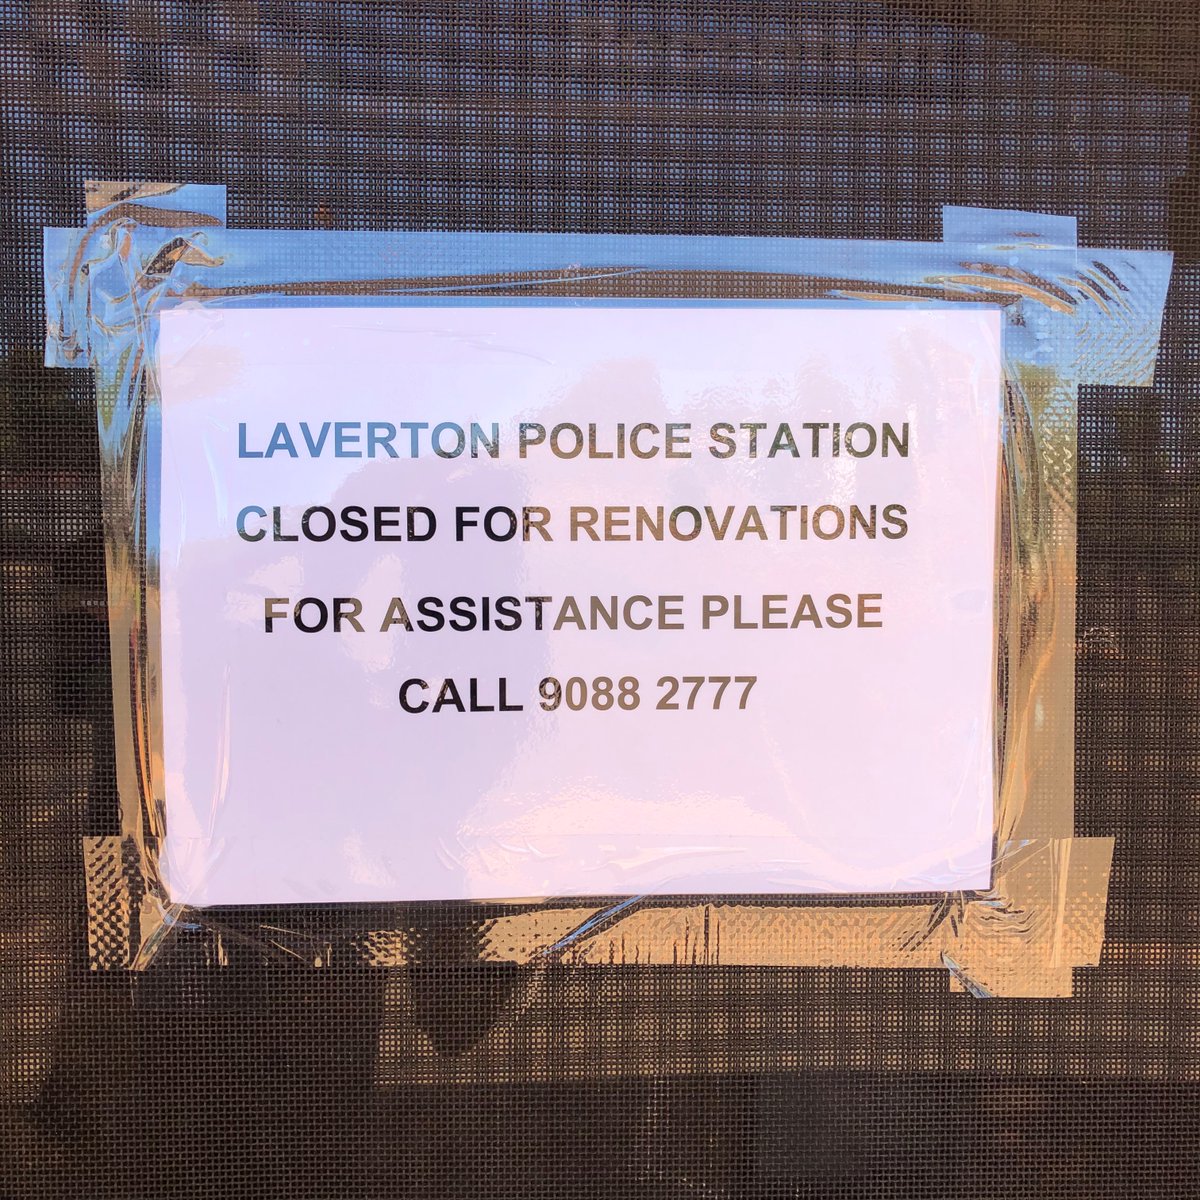 LAVERTON POLICE STATION
CLOSED FOR RENOVATIONS
FOR ASSISTANCE PLEASE
CALL 9088 2777